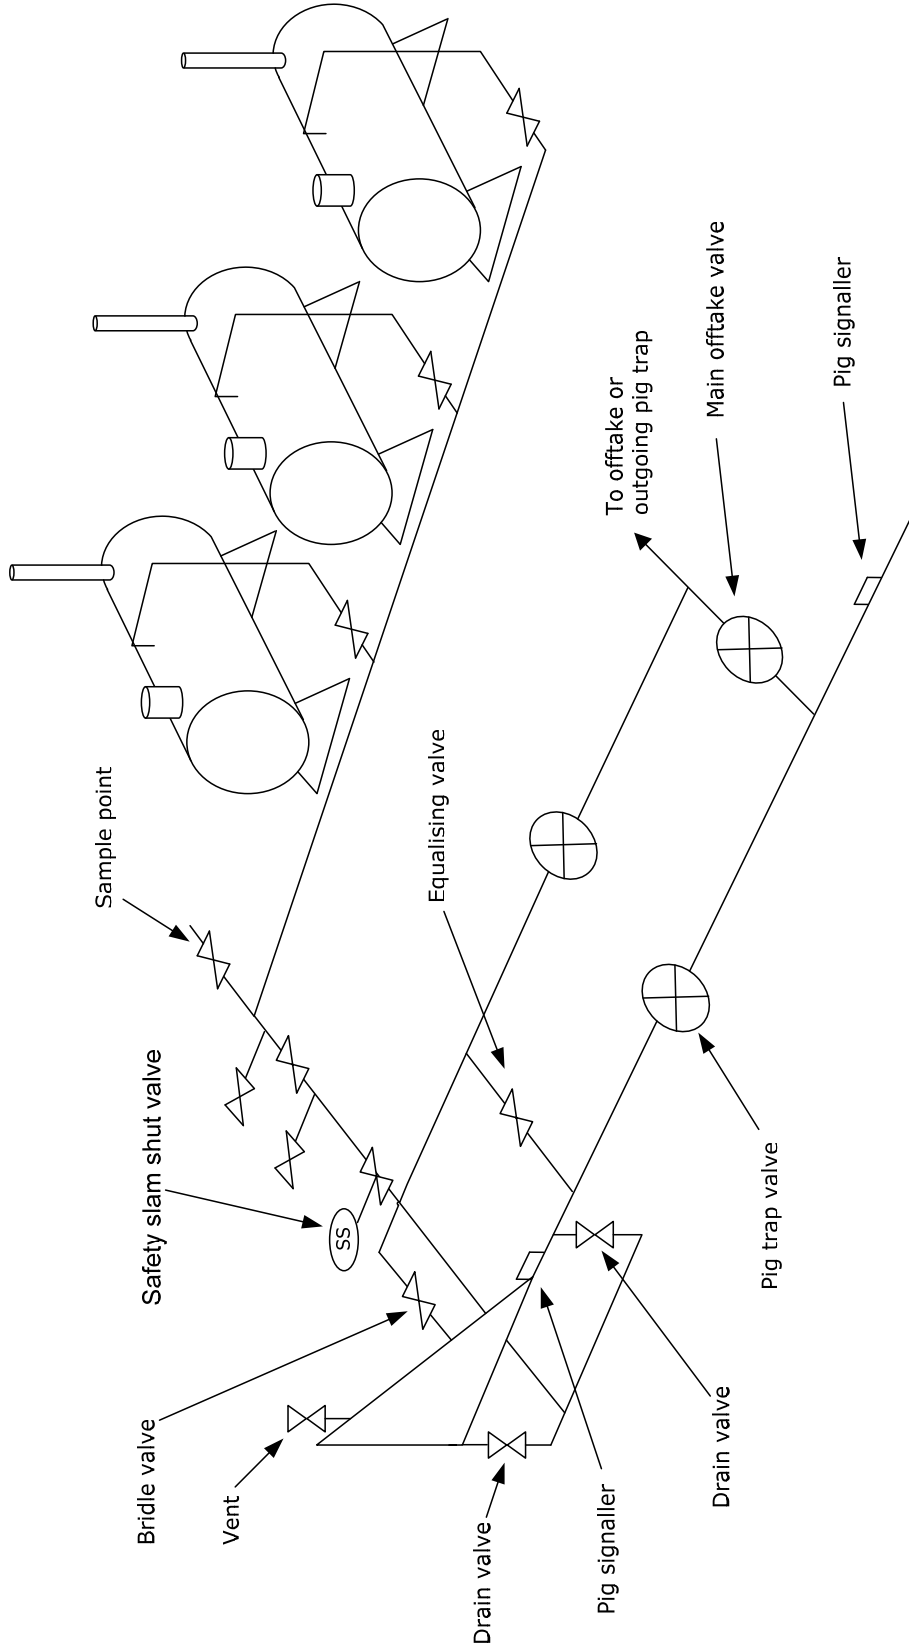 Sample point
Safety slam shut valve
SS
Bridle valve
Vent
Drain valve
Pig signaller
Drain valve
Pig trap valve
Equalising valve
To offtake or
outgoing pig trap
Main offtake valve
Pig signaller